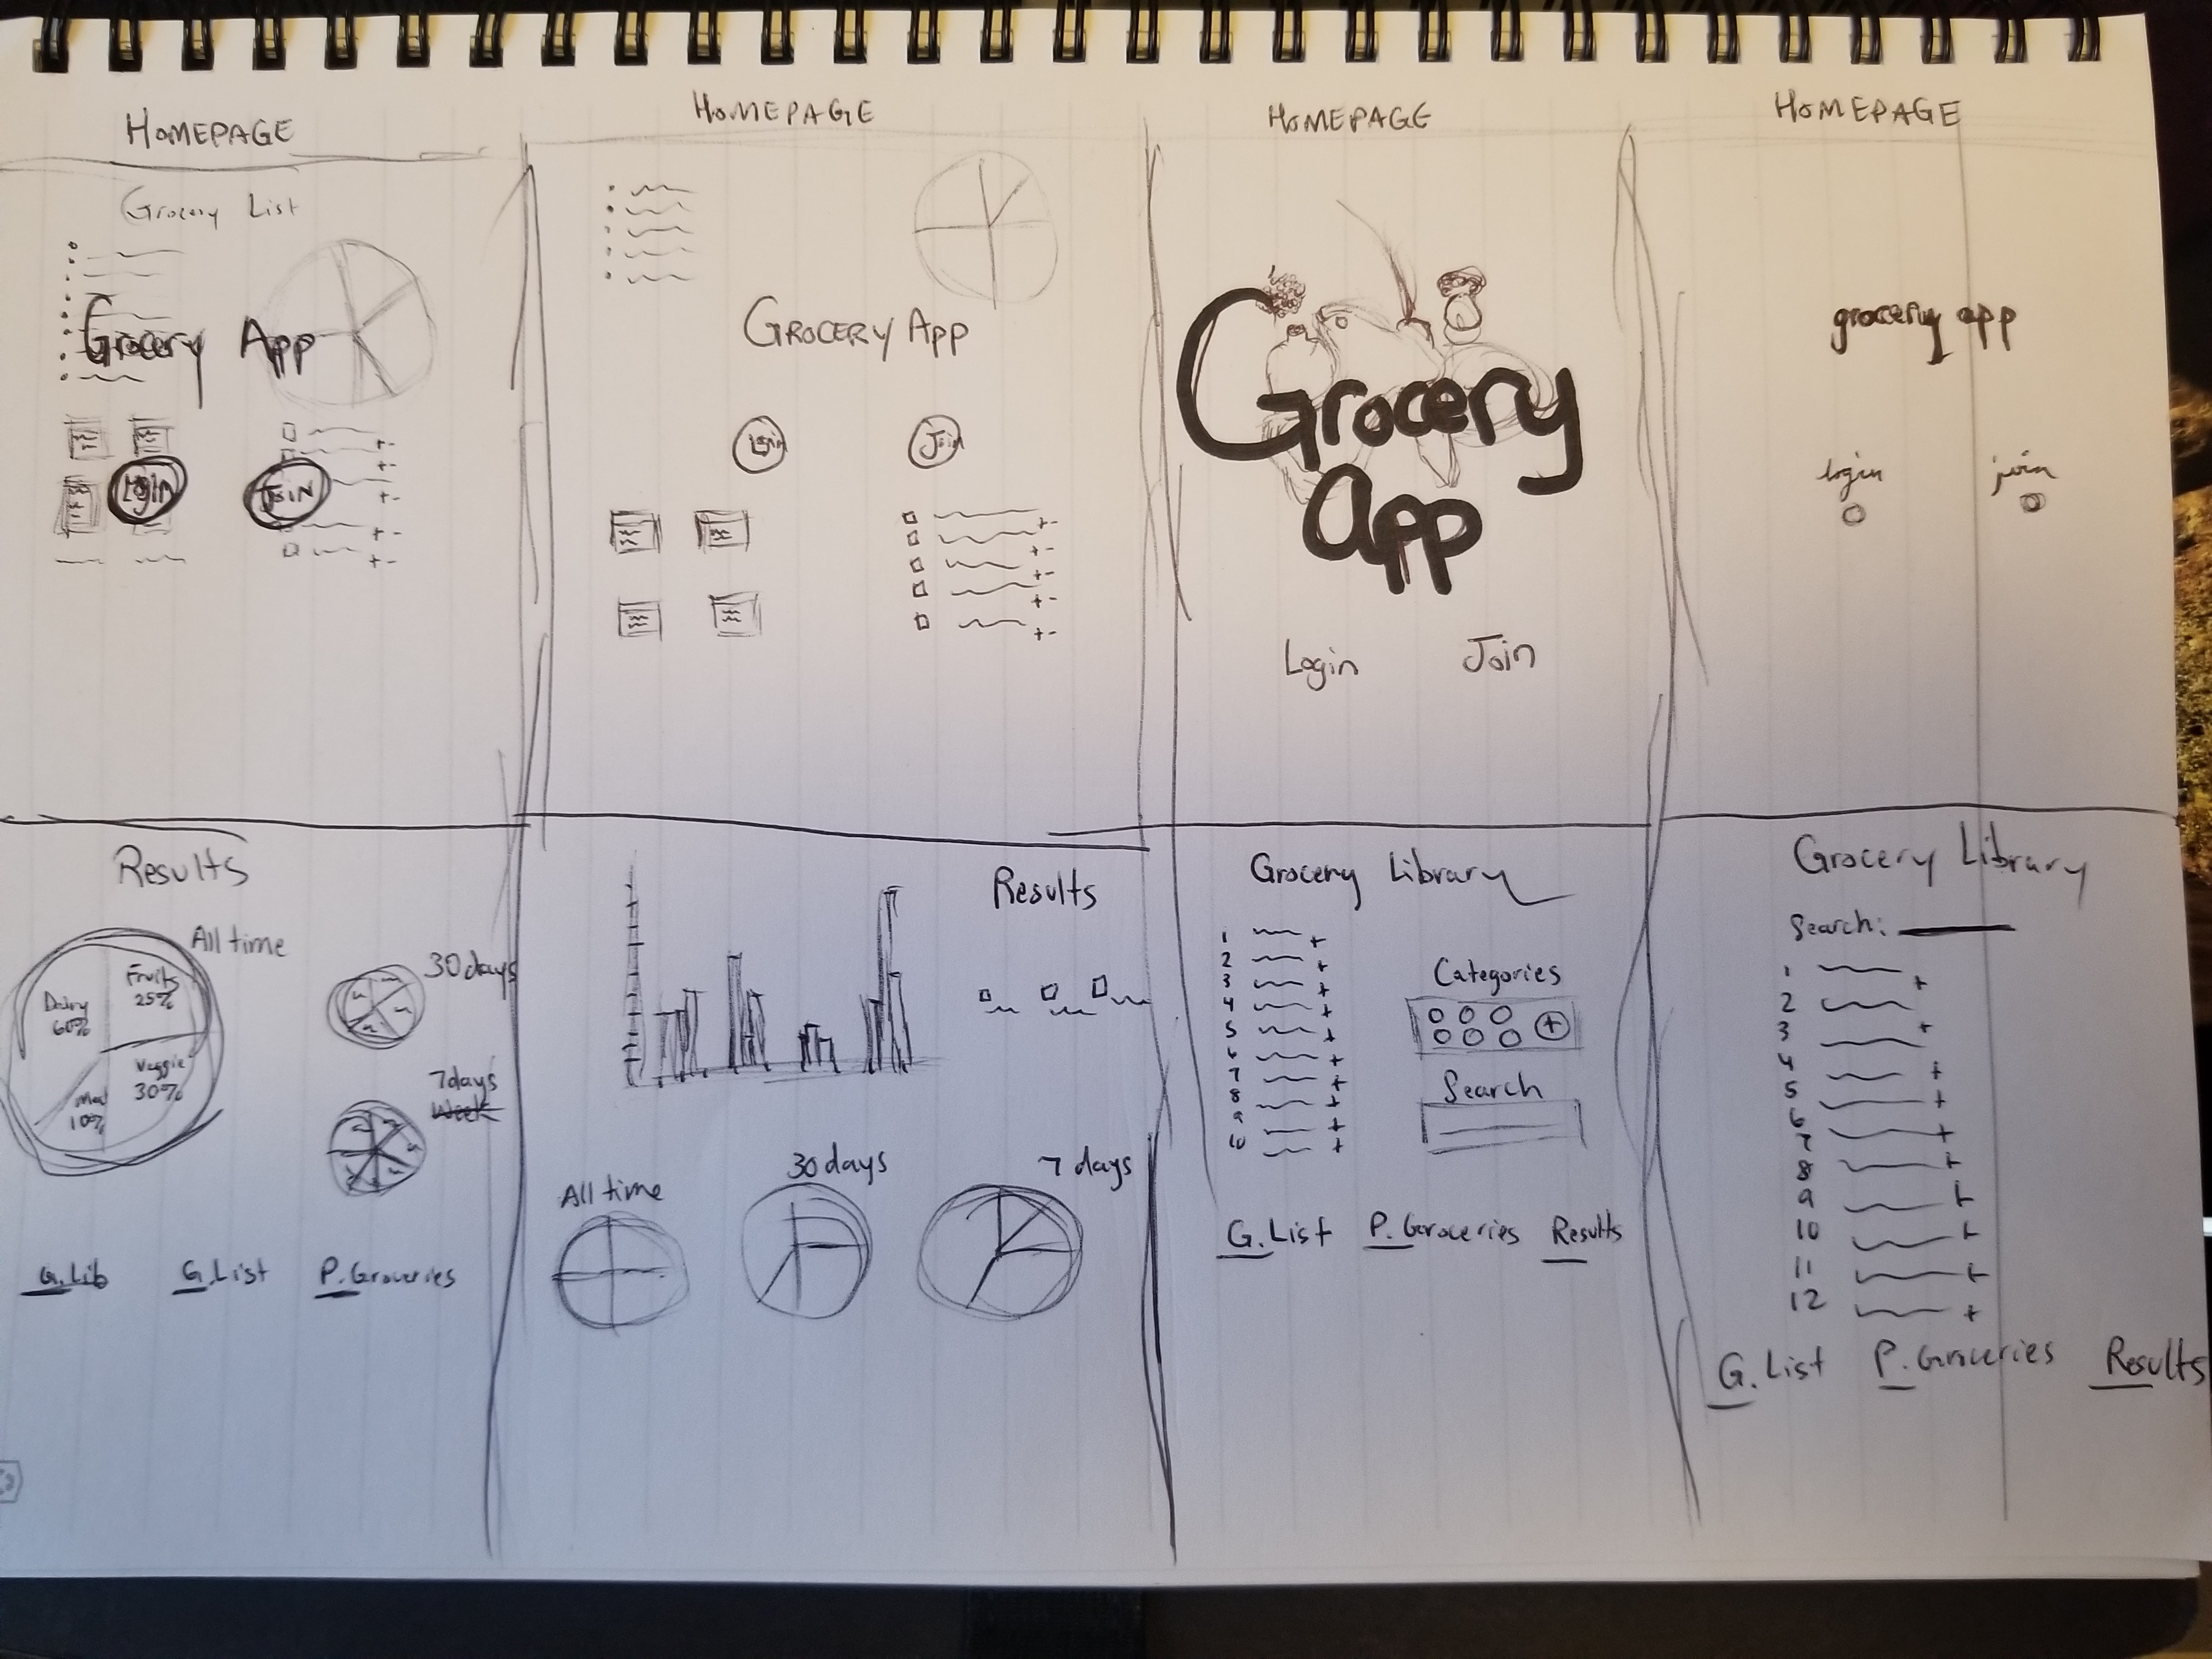 HOMEPAGE
Grocery List
Grocery App
Login
JOIN
HOMEPAGE
GROCERY App
Login
Join
HOMEPAGE
Grocery
App
Login
Join
HOMEPAGE
grocery app
login
join
Results
All time
Dairy
60%
Fruits
25%
Veggie
30%
10%
30 days
7 days
Week
G. Lib
G. List
P. Groceries
Results
All time
30 days
7 days
Grocery Library
1 +
2 +
3 +
4 +
5 +
6 +
7 +
8 +
9 +
10 +
Categories
+
Search
G. List
P. Groceries
Results
Grocery Library
Search:
1 +
2
3 +
4 +
5 +
6
7 +
8 +
9 +
10 +
11 +
12 +
G. List
P. Groceries
Results